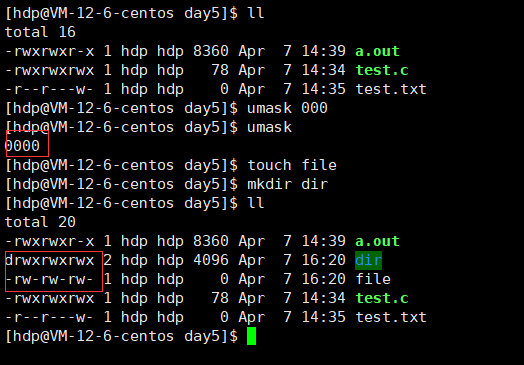 [hdp@VM-12-6-centos day5]$ ll
total 16
-rwxrwxr-x 1 hdp hdp 8360 Apr  7 14:39 a.out
-rwxrwxr-x 1 hdp hdp   78 Apr  7 14:34 test.c
-r--r---w- 1 hdp hdp    0 Apr  7 14:35 test.txt
[hdp@VM-12-6-centos day5]$ umask 000
[hdp@VM-12-6-centos day5]$ umask
0000
[hdp@VM-12-6-centos day5]$ touch file
[hdp@VM-12-6-centos day5]$ mkdir dir
[hdp@VM-12-6-centos day5]$ ll
total 20
-rwxrwxr-x 1 hdp hdp 8360 Apr  7 14:39 a.out
drwxrwxrwx 2 hdp hdp 4096 Apr  7 16:20 dir
-rw-rw-rw- 1 hdp hdp    0 Apr  7 16:20 file
-rwxrwxr-x 1 hdp hdp   78 Apr  7 14:34 test.c
-r--r---w- 1 hdp hdp    0 Apr  7 14:35 test.txt
[hdp@VM-12-6-centos day5]$